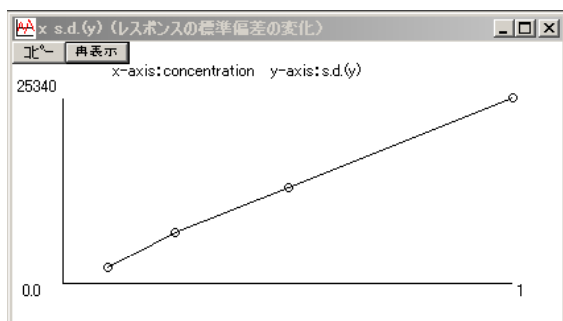 x s.d.(y) (レスポンスの標準偏差の変化)
コピー 再表示
x-axis:concentration y-axis:s.d.(y)
25340
0.0
1